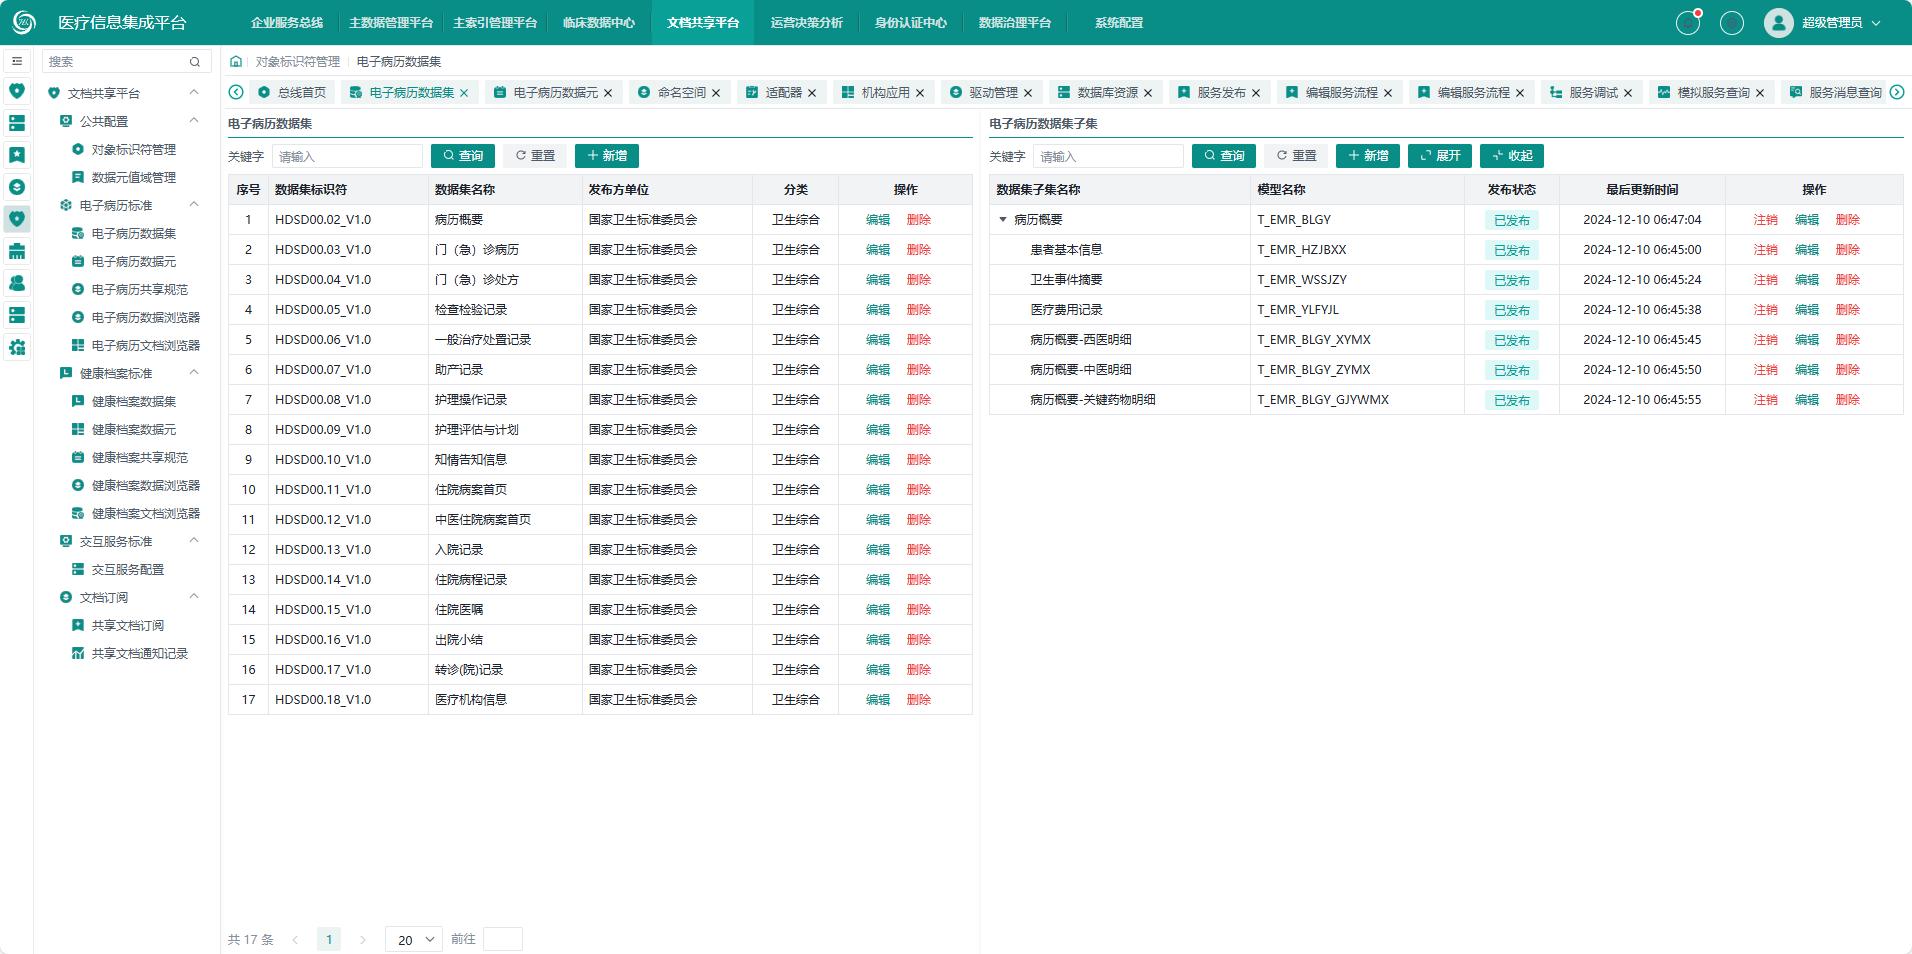 医疗信息集成平台 企业服务总线 主数据管理平台 主索引管理平台 临床数据中心 文档共享平台 运营决策分析 身份认证中心 数据治理平台 系统配置 超级管理员
搜索
文档共享平台
公共配置
对象标识符管理
数据元值域管理
电子病历标准
电子病历数据集
电子病历数据元
电子病历共享规范
电子病历数据浏览器
电子病历文档浏览器
健康档案标准
健康档案数据集
健康档案数据元
健康档案共享规范
健康档案数据浏览器
健康档案文档浏览器
交互服务标准
交互服务配置
文档订阅
共享文档订阅
共享文档通知记录
对象标识符管理 电子病历数据集
总线首页 电子病历数据集 电子病历数据元 命名空间 适配器 机构应用 驱动管理 数据库资源 服务发布 编辑服务流程 编辑服务流程 服务调试 模拟服务查询 服务消息查询
电子病历数据集
关键字 请输入 查询 重置 新增
序号 数据集标识符 数据集名称 发布方单位 分类 操作
1 HDSD00.02_V1.0 病历概要 国家卫生标准委员会 卫生综合 编辑 删除
2 HDSD00.03_V1.0 门（急）诊病历 国家卫生标准委员会 卫生综合 编辑 删除
3 HDSD00.04_V1.0 门（急）诊处方 国家卫生标准委员会 卫生综合 编辑 删除
4 HDSD00.05_V1.0 检查检验记录 国家卫生标准委员会 卫生综合 编辑 删除
5 HDSD00.06_V1.0 一般治疗处置记录 国家卫生标准委员会 卫生综合 编辑 删除
6 HDSD00.07_V1.0 助产记录 国家卫生标准委员会 卫生综合 编辑 删除
7 HDSD00.08_V1.0 护理操作记录 国家卫生标准委员会 卫生综合 编辑 删除
8 HDSD00.09_V1.0 护理评估与计划 国家卫生标准委员会 卫生综合 编辑 删除
9 HDSD00.10_V1.0 知情告知信息 国家卫生标准委员会 卫生综合 编辑 删除
10 HDSD00.11_V1.0 住院病案首页 国家卫生标准委员会 卫生综合 编辑 删除
11 HDSD00.12_V1.0 中医住院病案首页 国家卫生标准委员会 卫生综合 编辑 删除
12 HDSD00.13_V1.0 入院记录 国家卫生标准委员会 卫生综合 编辑 删除
13 HDSD00.14_V1.0 住院病程记录 国家卫生标准委员会 卫生综合 编辑 删除
14 HDSD00.15_V1.0 住院医嘱 国家卫生标准委员会 卫生综合 编辑 删除
15 HDSD00.16_V1.0 出院小结 国家卫生标准委员会 卫生综合 编辑 删除
16 HDSD00.17_V1.0 转诊(院)记录 国家卫生标准委员会 卫生综合 编辑 删除
17 HDSD00.18_V1.0 医疗机构信息 国家卫生标准委员会 卫生综合 编辑 删除
共 17 条 1 20 前往
电子病历数据集子集
关键字 请输入 查询 重置 新增 展开 收起
数据集子集名称 模型名称 发布状态 最后更新时间 操作
病历概要 T_EMR_BLGY 已发布 2024-12-10 06:47:04 注销 编辑 删除
患者基本信息 T_EMR_HZJBXX 已发布 2024-12-10 06:45:00 注销 编辑 删除
卫生事件摘要 T_EMR_WSSJZY 已发布 2024-12-10 06:45:24 注销 编辑 删除
医疗费用记录 T_EMR_YLFYJL 已发布 2024-12-10 06:45:38 注销 编辑 删除
病历概要-西医明细 T_EMR_BLGY_XYMX 已发布 2024-12-10 06:45:45 注销 编辑 删除
病历概要-中医明细 T_EMR_BLGY_ZYMX 已发布 2024-12-10 06:45:50 注销 编辑 删除
病历概要-关键药物明细 T_EMR_BLGY_GJYWMX 已发布 2024-12-10 06:45:55 注销 编辑 删除